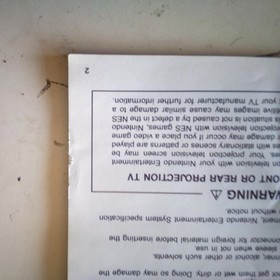 not get them wet or dirty. Doing so may damage the
alcohol or other such solvents.
sleeve when not in use.
connector for foreign material before inserting the
Nintendo Entertainment System specification
without notice
⚠ WARNING
OR REAR PROJECTION TV
television with your Nintendo Entertainment
Your projection television screen may be
with stationary scenes or patterns are played
damage may occur if you place a video game
projection television with NES games, Nintendo
situation is not caused by a defect in the NES
images may cause similar damage to a
your TV manufacturer for further information.
2